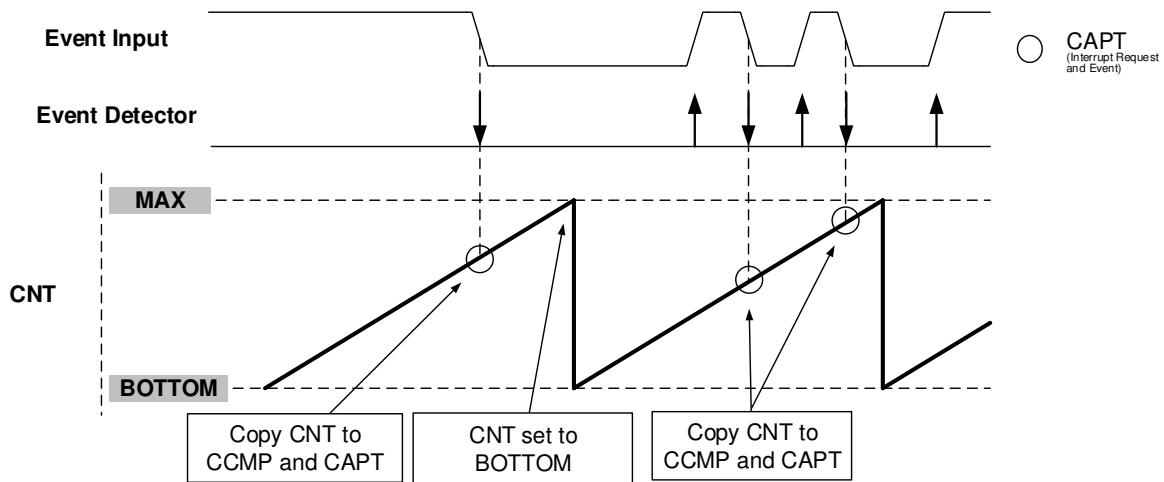 Event Input
CAPT
(Interrupt Request
and Event)
Event Detector
MAX
CNT
BOTTOM
Copy CNT to
CCMP and CAPT
CNT set to
BOTTOM
Copy CNT to
CCMP and CAPT